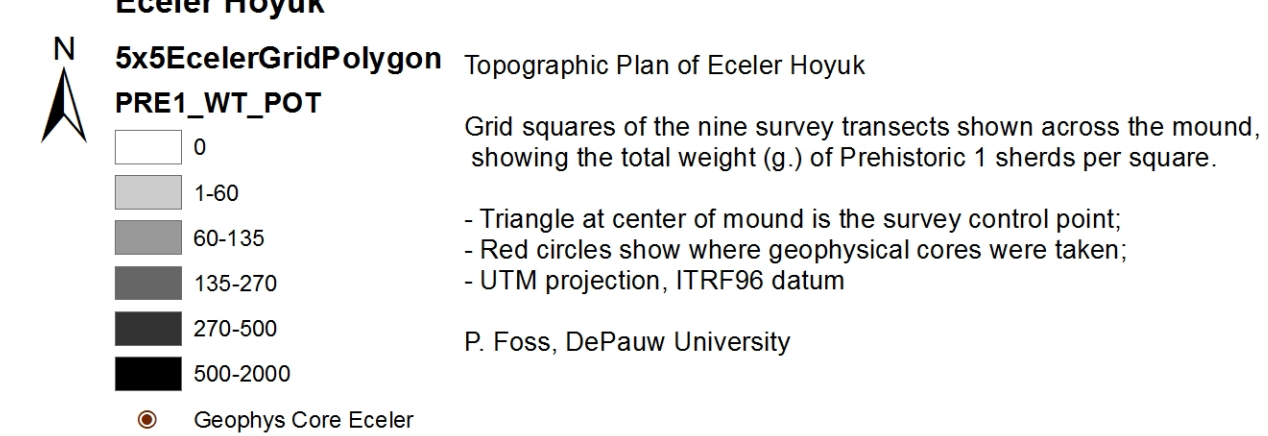 Eceler Hoyuk
N
5x5EcelerGridPolygon
PRE1_WT_POT
0
1-60
60-135
135-270
270-500
500-2000
Geophys Core Eceler
Topographic Plan of Eceler Hoyuk
Grid squares of the nine survey transects shown across the mound,
showing the total weight (g.) of Prehistoric 1 sherds per square.
- Triangle at center of mound is the survey control point;
- Red circles show where geophysical cores were taken;
- UTM projection, ITRF96 datum
P. Foss, DePauw University